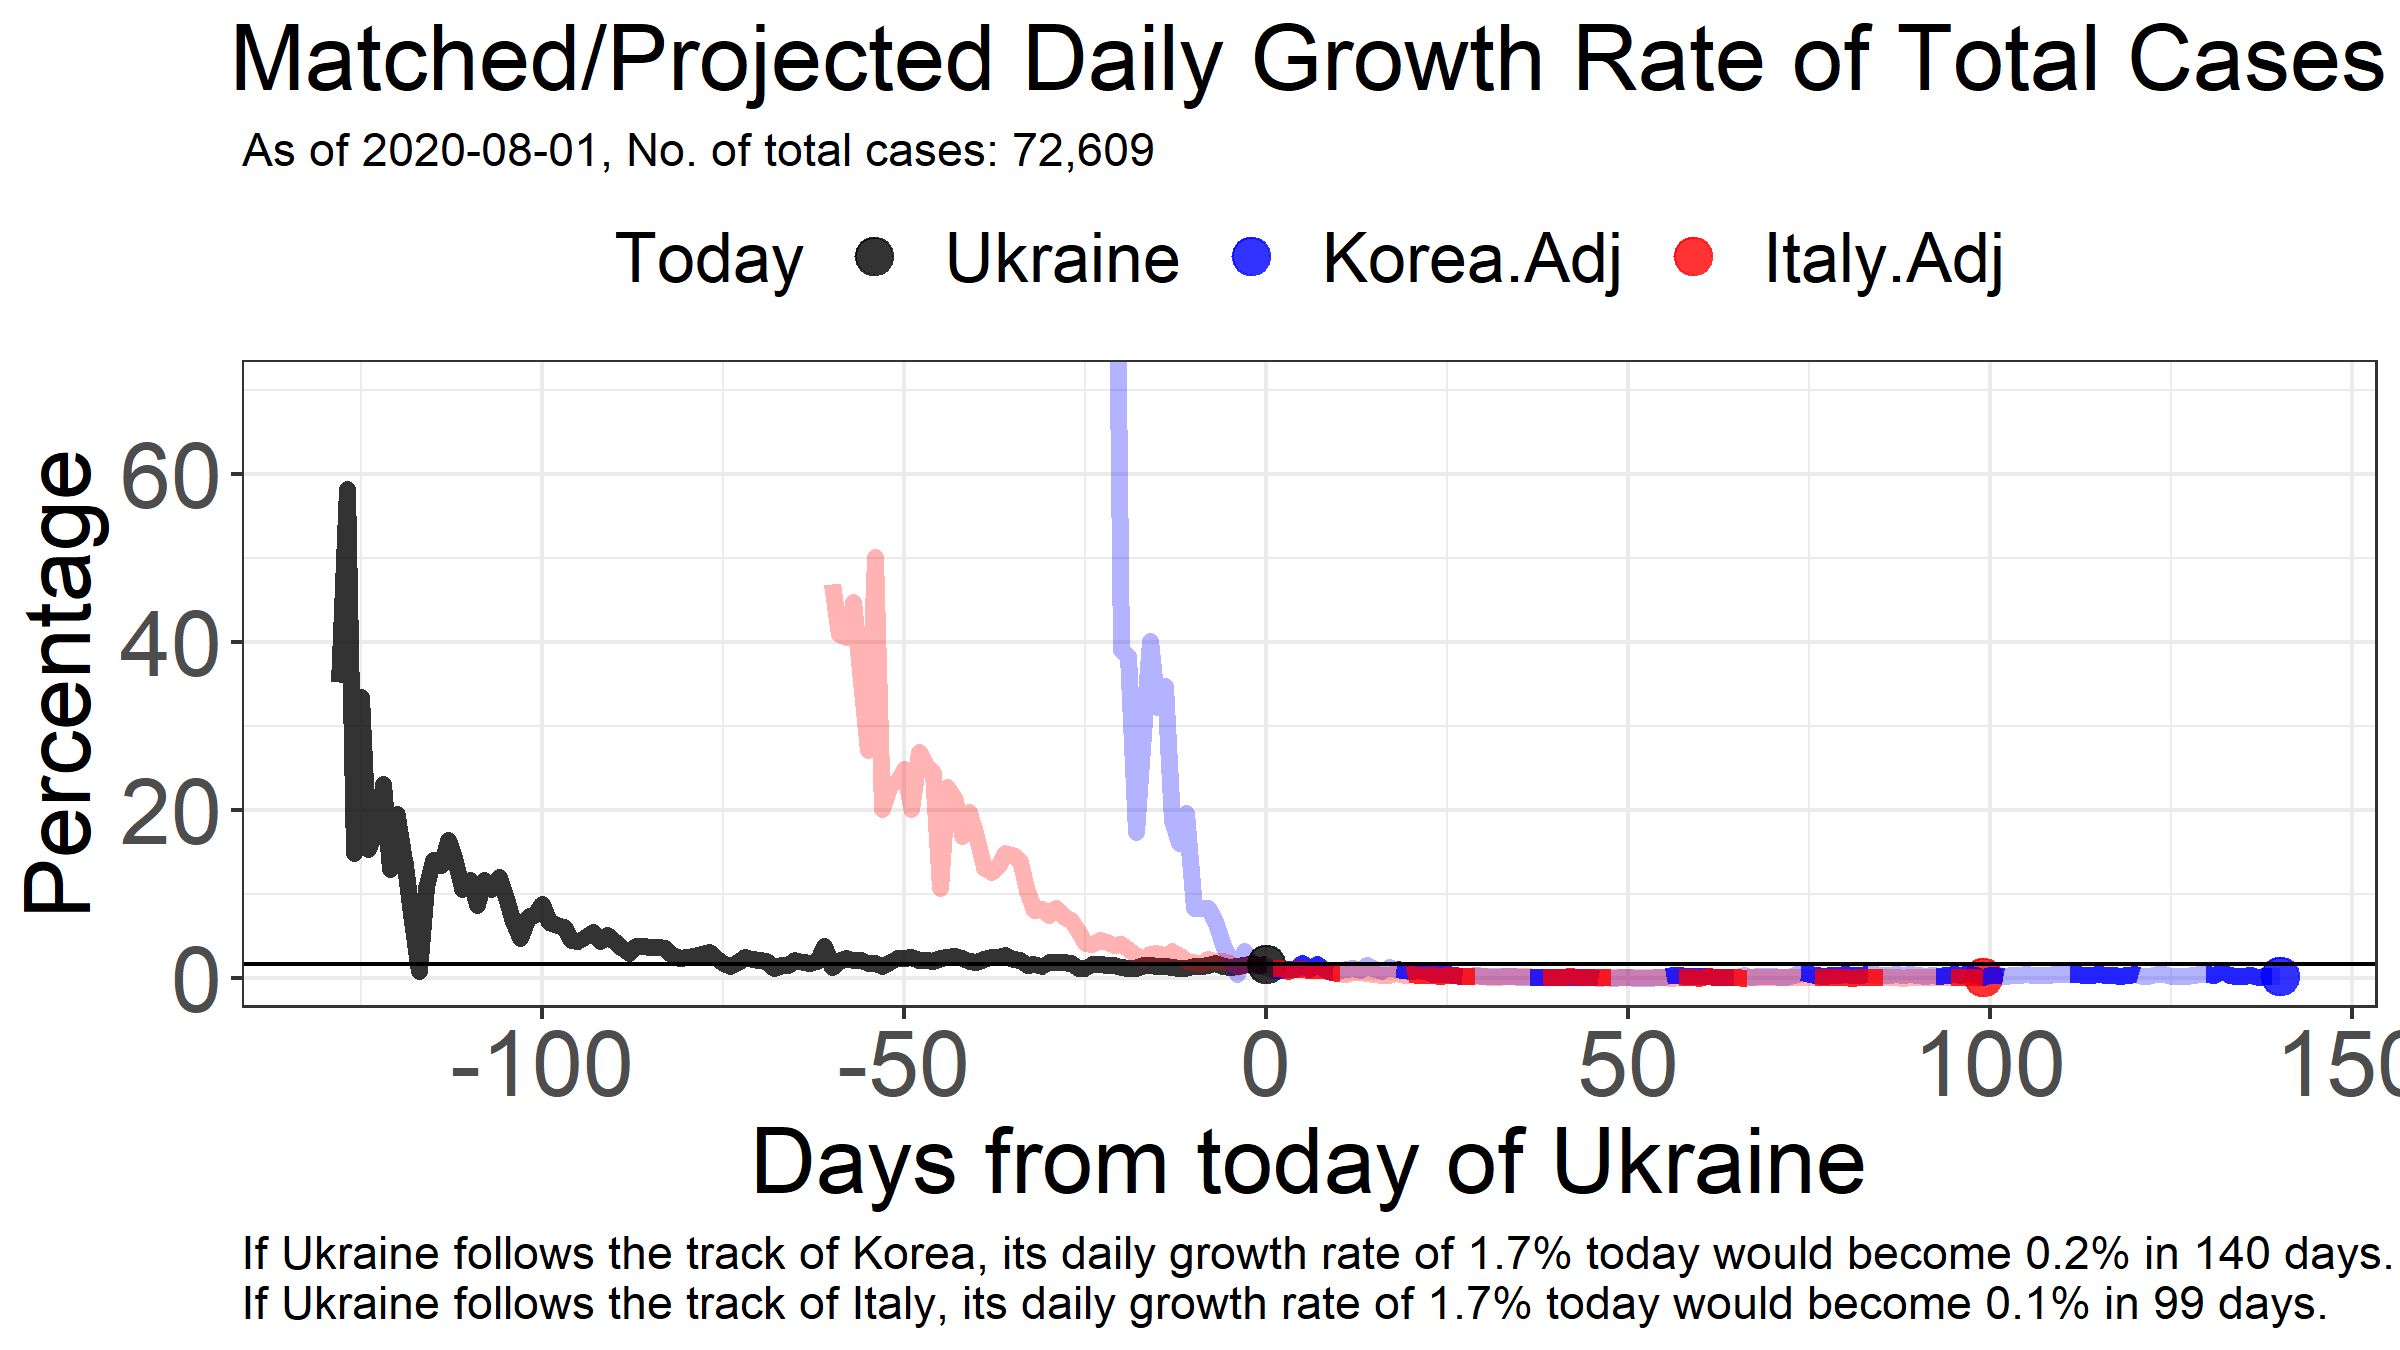 Matched/Projected Daily Growth Rate of Total Cases
As of 2020-08-01, No. of total cases: 72,609
Today Ukraine Korea.Adj Italy.Adj
Percentage
60
40
20
0
-100 -50 0 50 100 150
Days from today of Ukraine
If Ukraine follows the track of Korea, its daily growth rate of 1.7% today would become 0.2% in 140 days.
If Ukraine follows the track of Italy, its daily growth rate of 1.7% today would become 0.1% in 99 days.